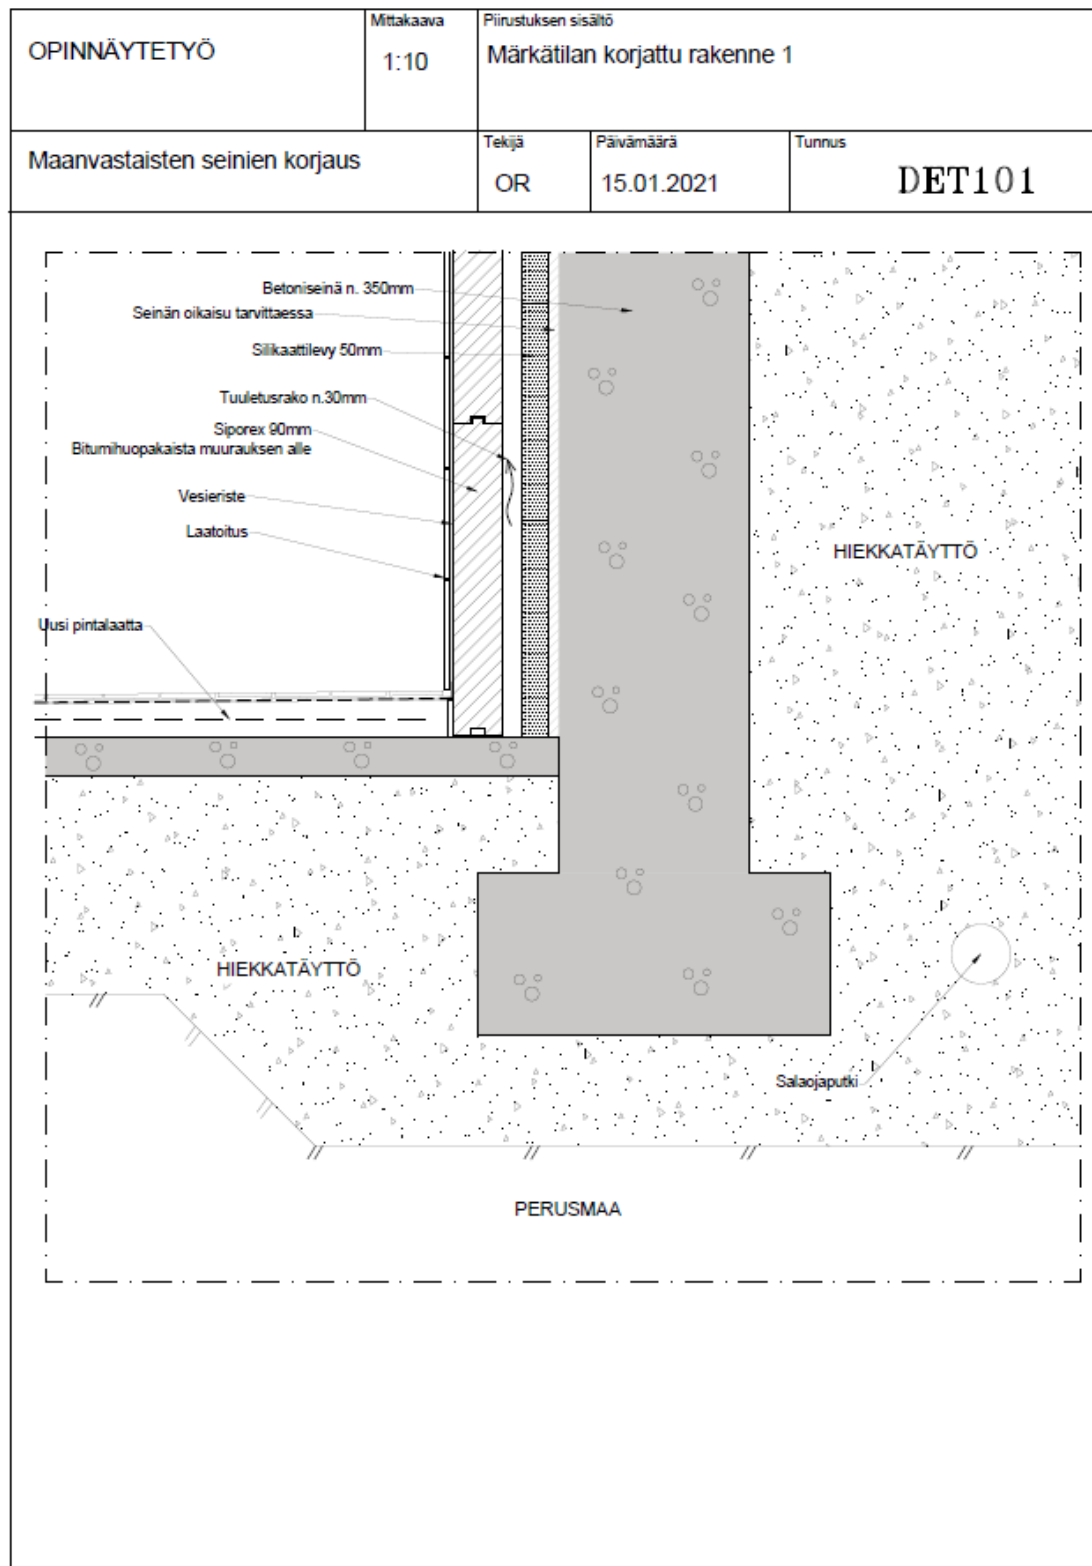 OPINNÄYTETYÖ
Mittakaava
1:10
Piirustuksen sisältö
Märkätilan korjattu rakenne 1
Maanvastaisten seinien korjaus
Tekijä
OR
Päivämäärä
15.01.2021
Tunnus
DET101
Betoniseinä n. 350mm
Seinän oikaisu tarvittaessa
Silikaattilevy 50mm
Tuuletusrako n.30mm
Siporex 90mm
Bitumihuopakaista muurauksen alle
Vesieriste
Laatoitus
HIEKKATÄYTTÖ
Uusi pintalaatta
HIEKKATÄYTTÖ
Salaojaputki
PERUSMAA